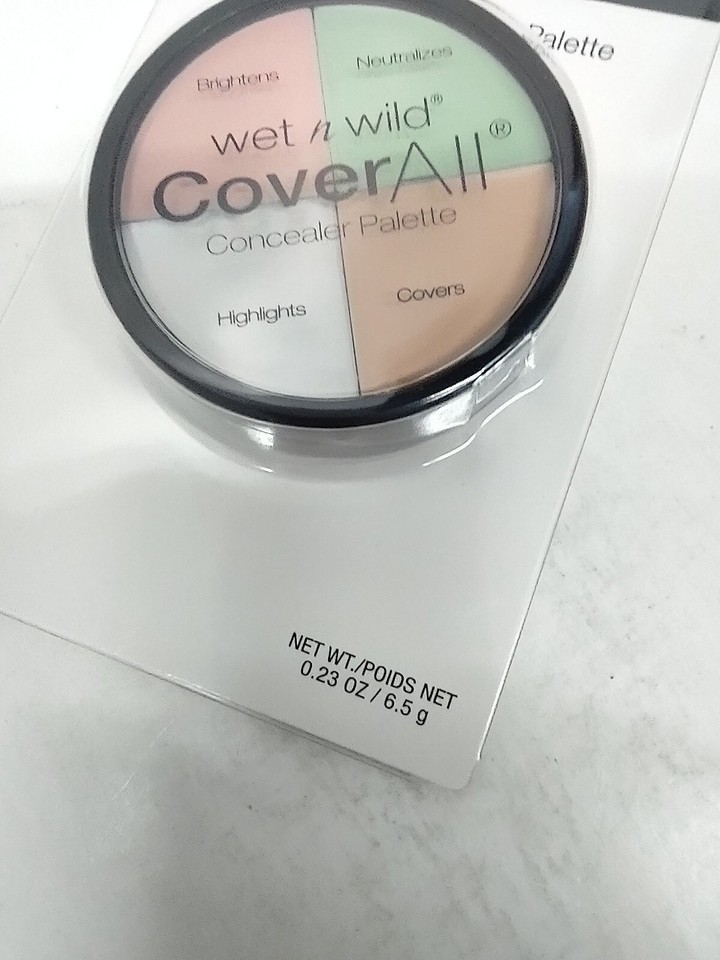 Palette
Brightens
Neutralizes
wet n wild®
CoverAll®
Concealer Palette
Highlights
Covers
NET WT./POIDS NET
0.23 OZ / 6.5 g